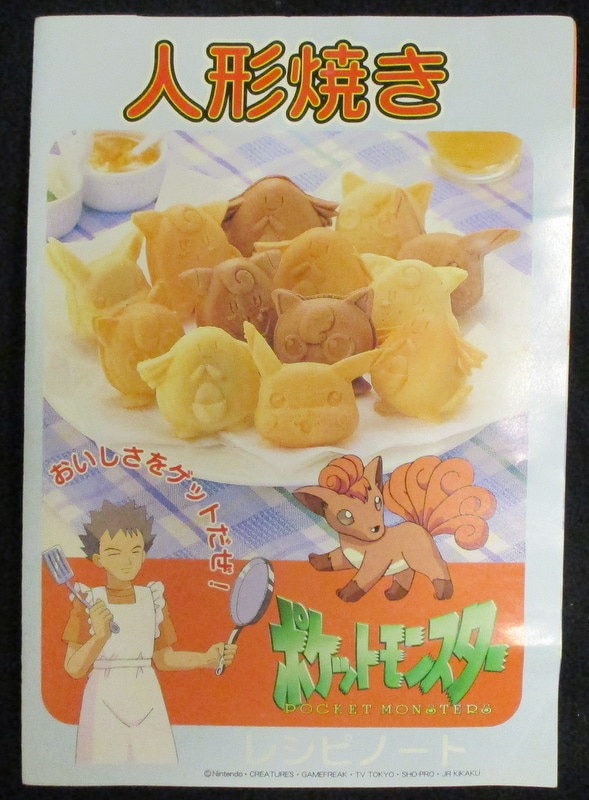 人形焼き
おいしさをゲットだぜ!
ポケットモンスター
POCKET MONSTERS
レシピノート
©Nintendo・CREATURES・GAMEFREAK・TV TOKYO・SHO-PRO・JR KIKAKU